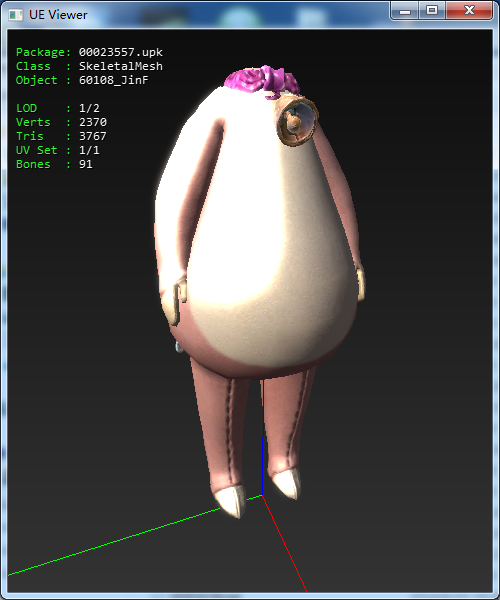 UE Viewer
Package: 00023557.upk
Class : SkeletalMesh
Object : 60108_JinF
LOD : 1/2
Verts : 2370
Tris : 3767
UV Set : 1/1
Bones : 91